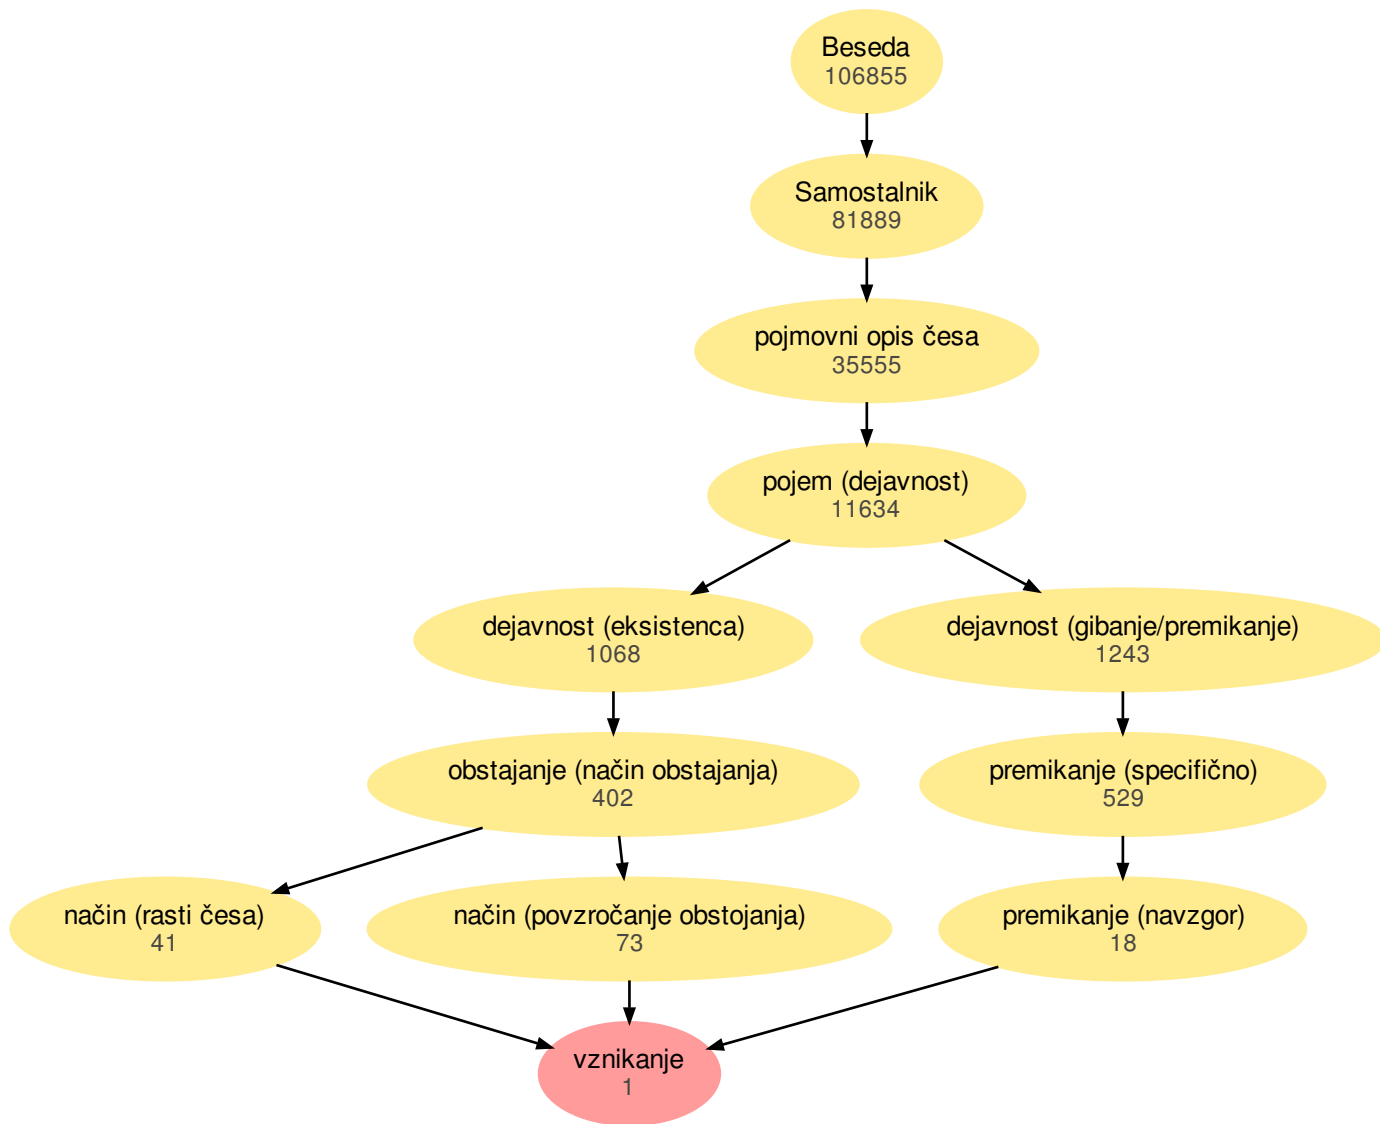 Beseda
106855
Samostalnik
81889
pojmovni opis česa
35555
pojem (dejavnost)
11634
dejavnost (eksistenca)
1068
dejavnost (gibanje/premikanje)
1243
obstajanje (način obstajanja)
402
premikanje (specifično)
529
način (rasti česa)
41
način (povzročanje obstojanja)
73
premikanje (navzgor)
18
vznikanje
1